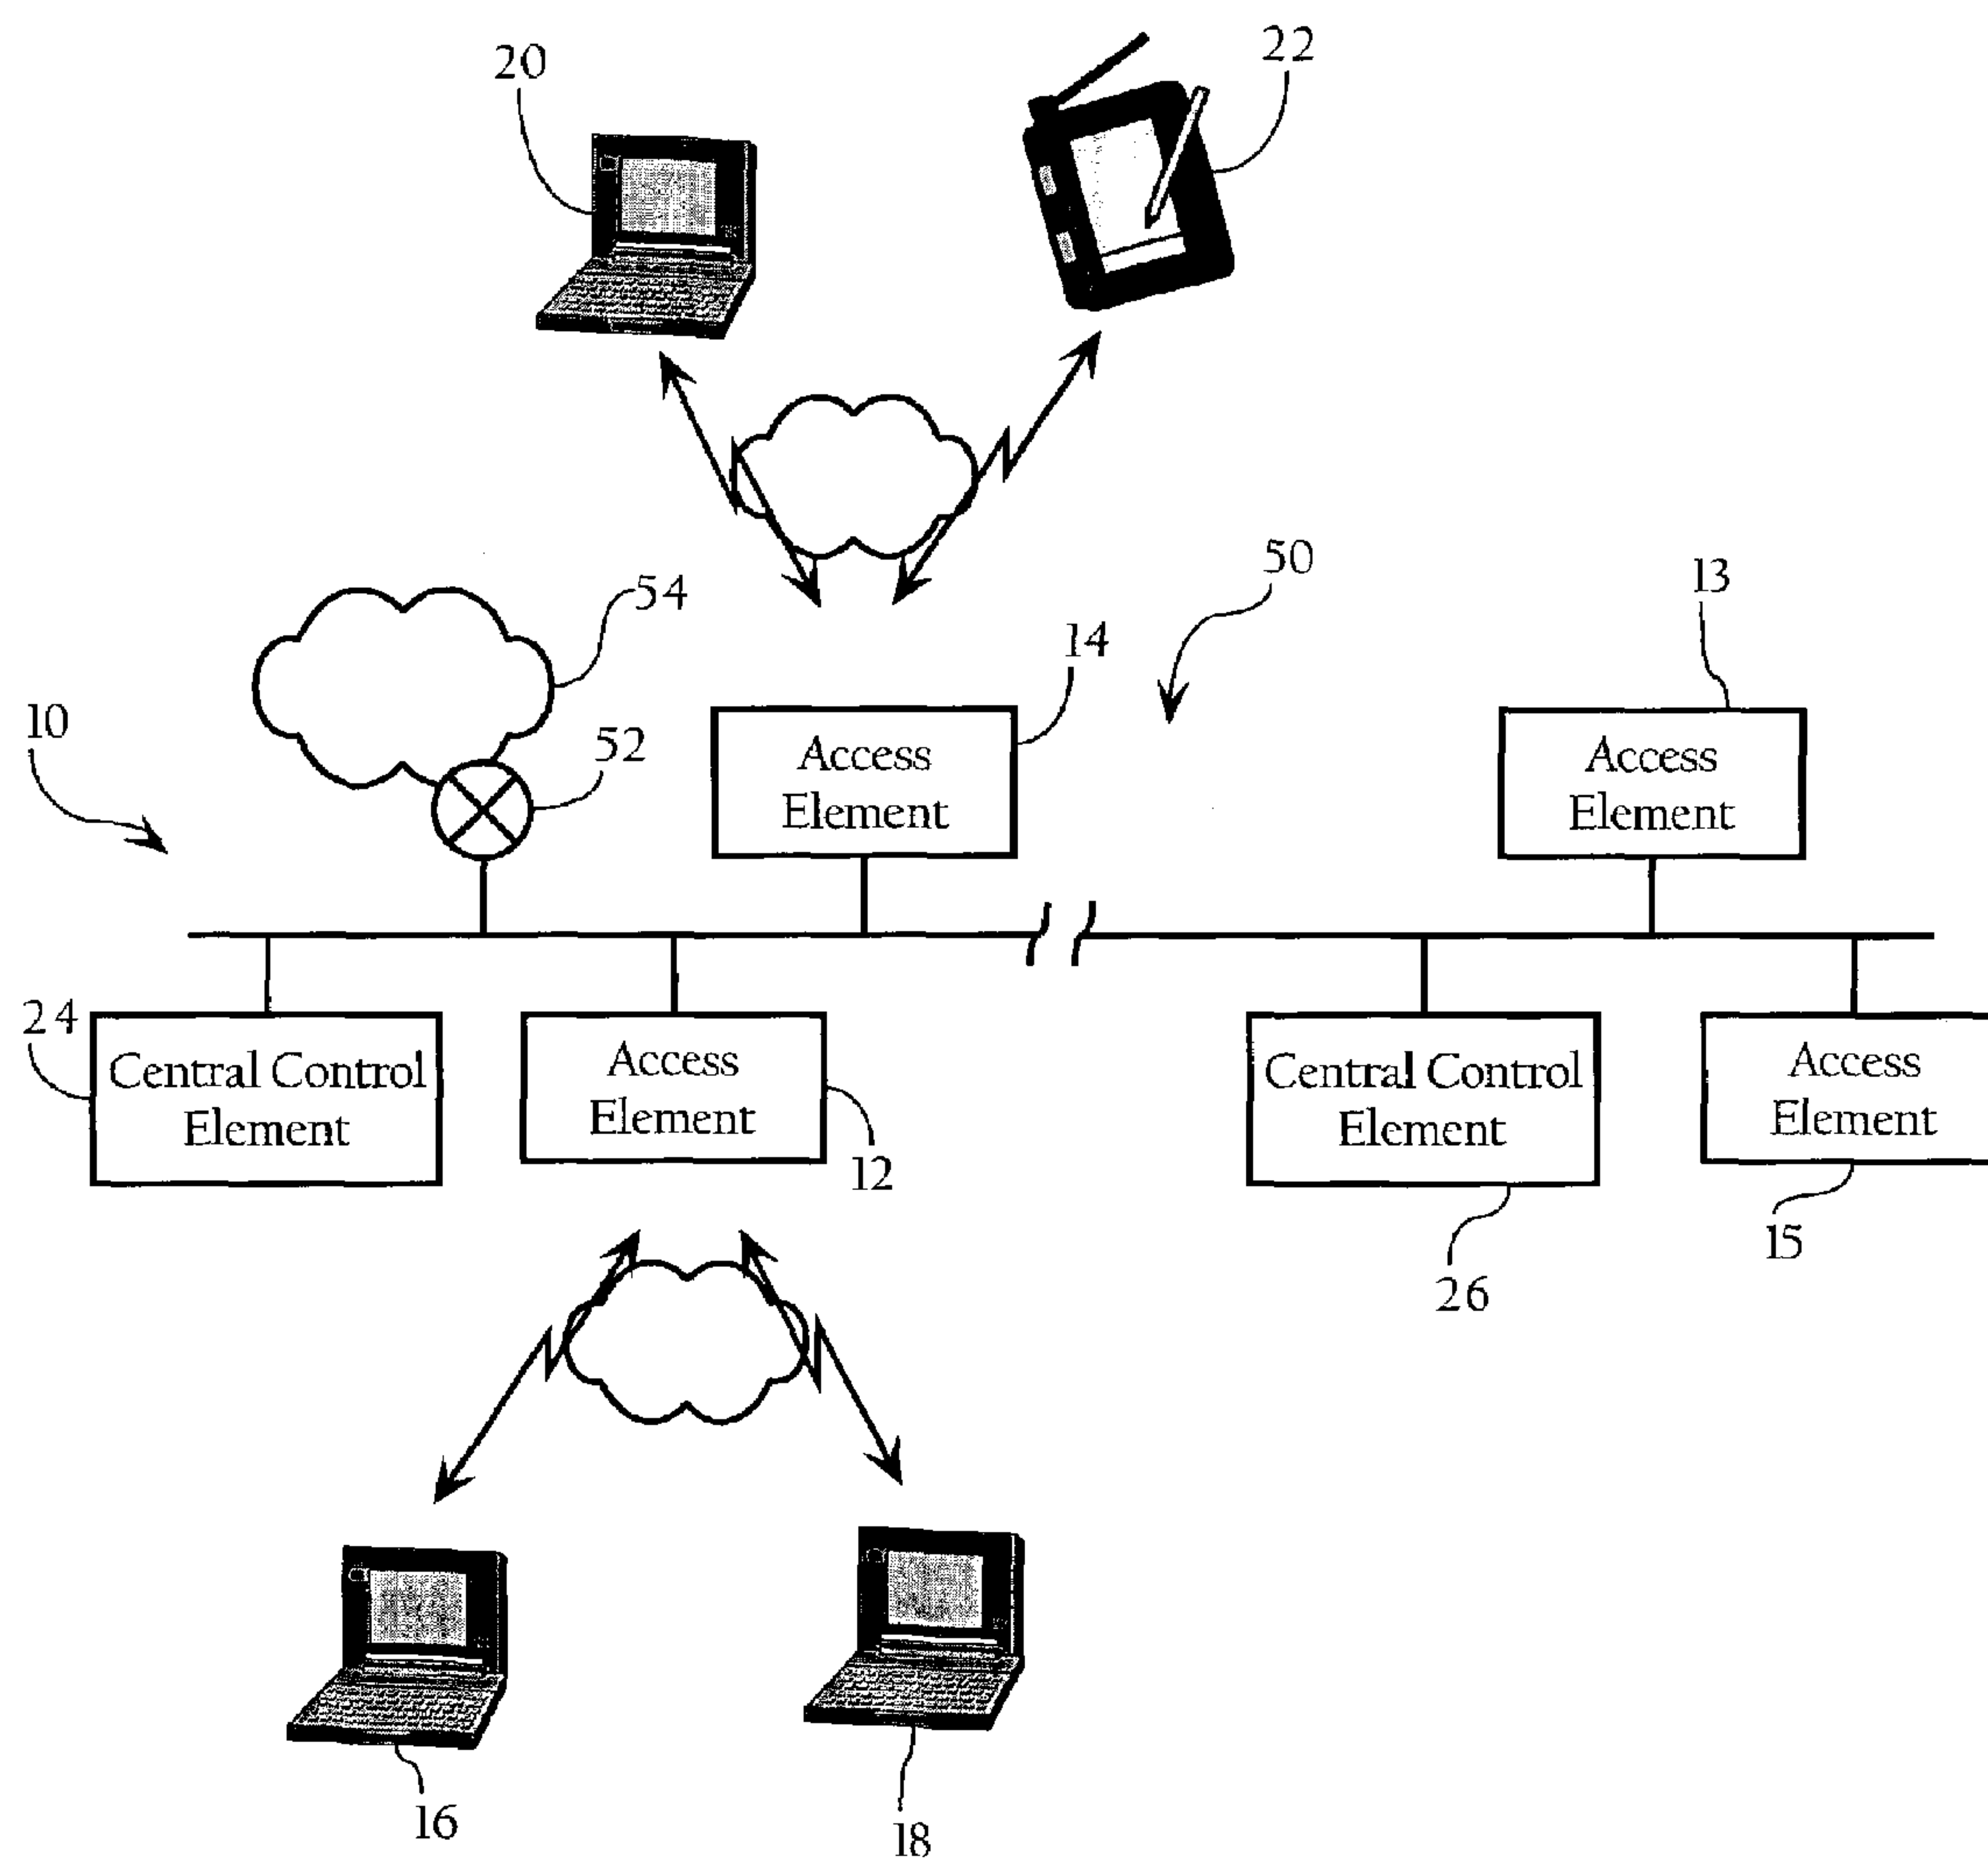 20
22
54
50
13
14
10
52
Access
Element
Access
Element
24
Central Control
Element
Access
Element
12
Central Control
Element
26
Access
Element
15
16
18